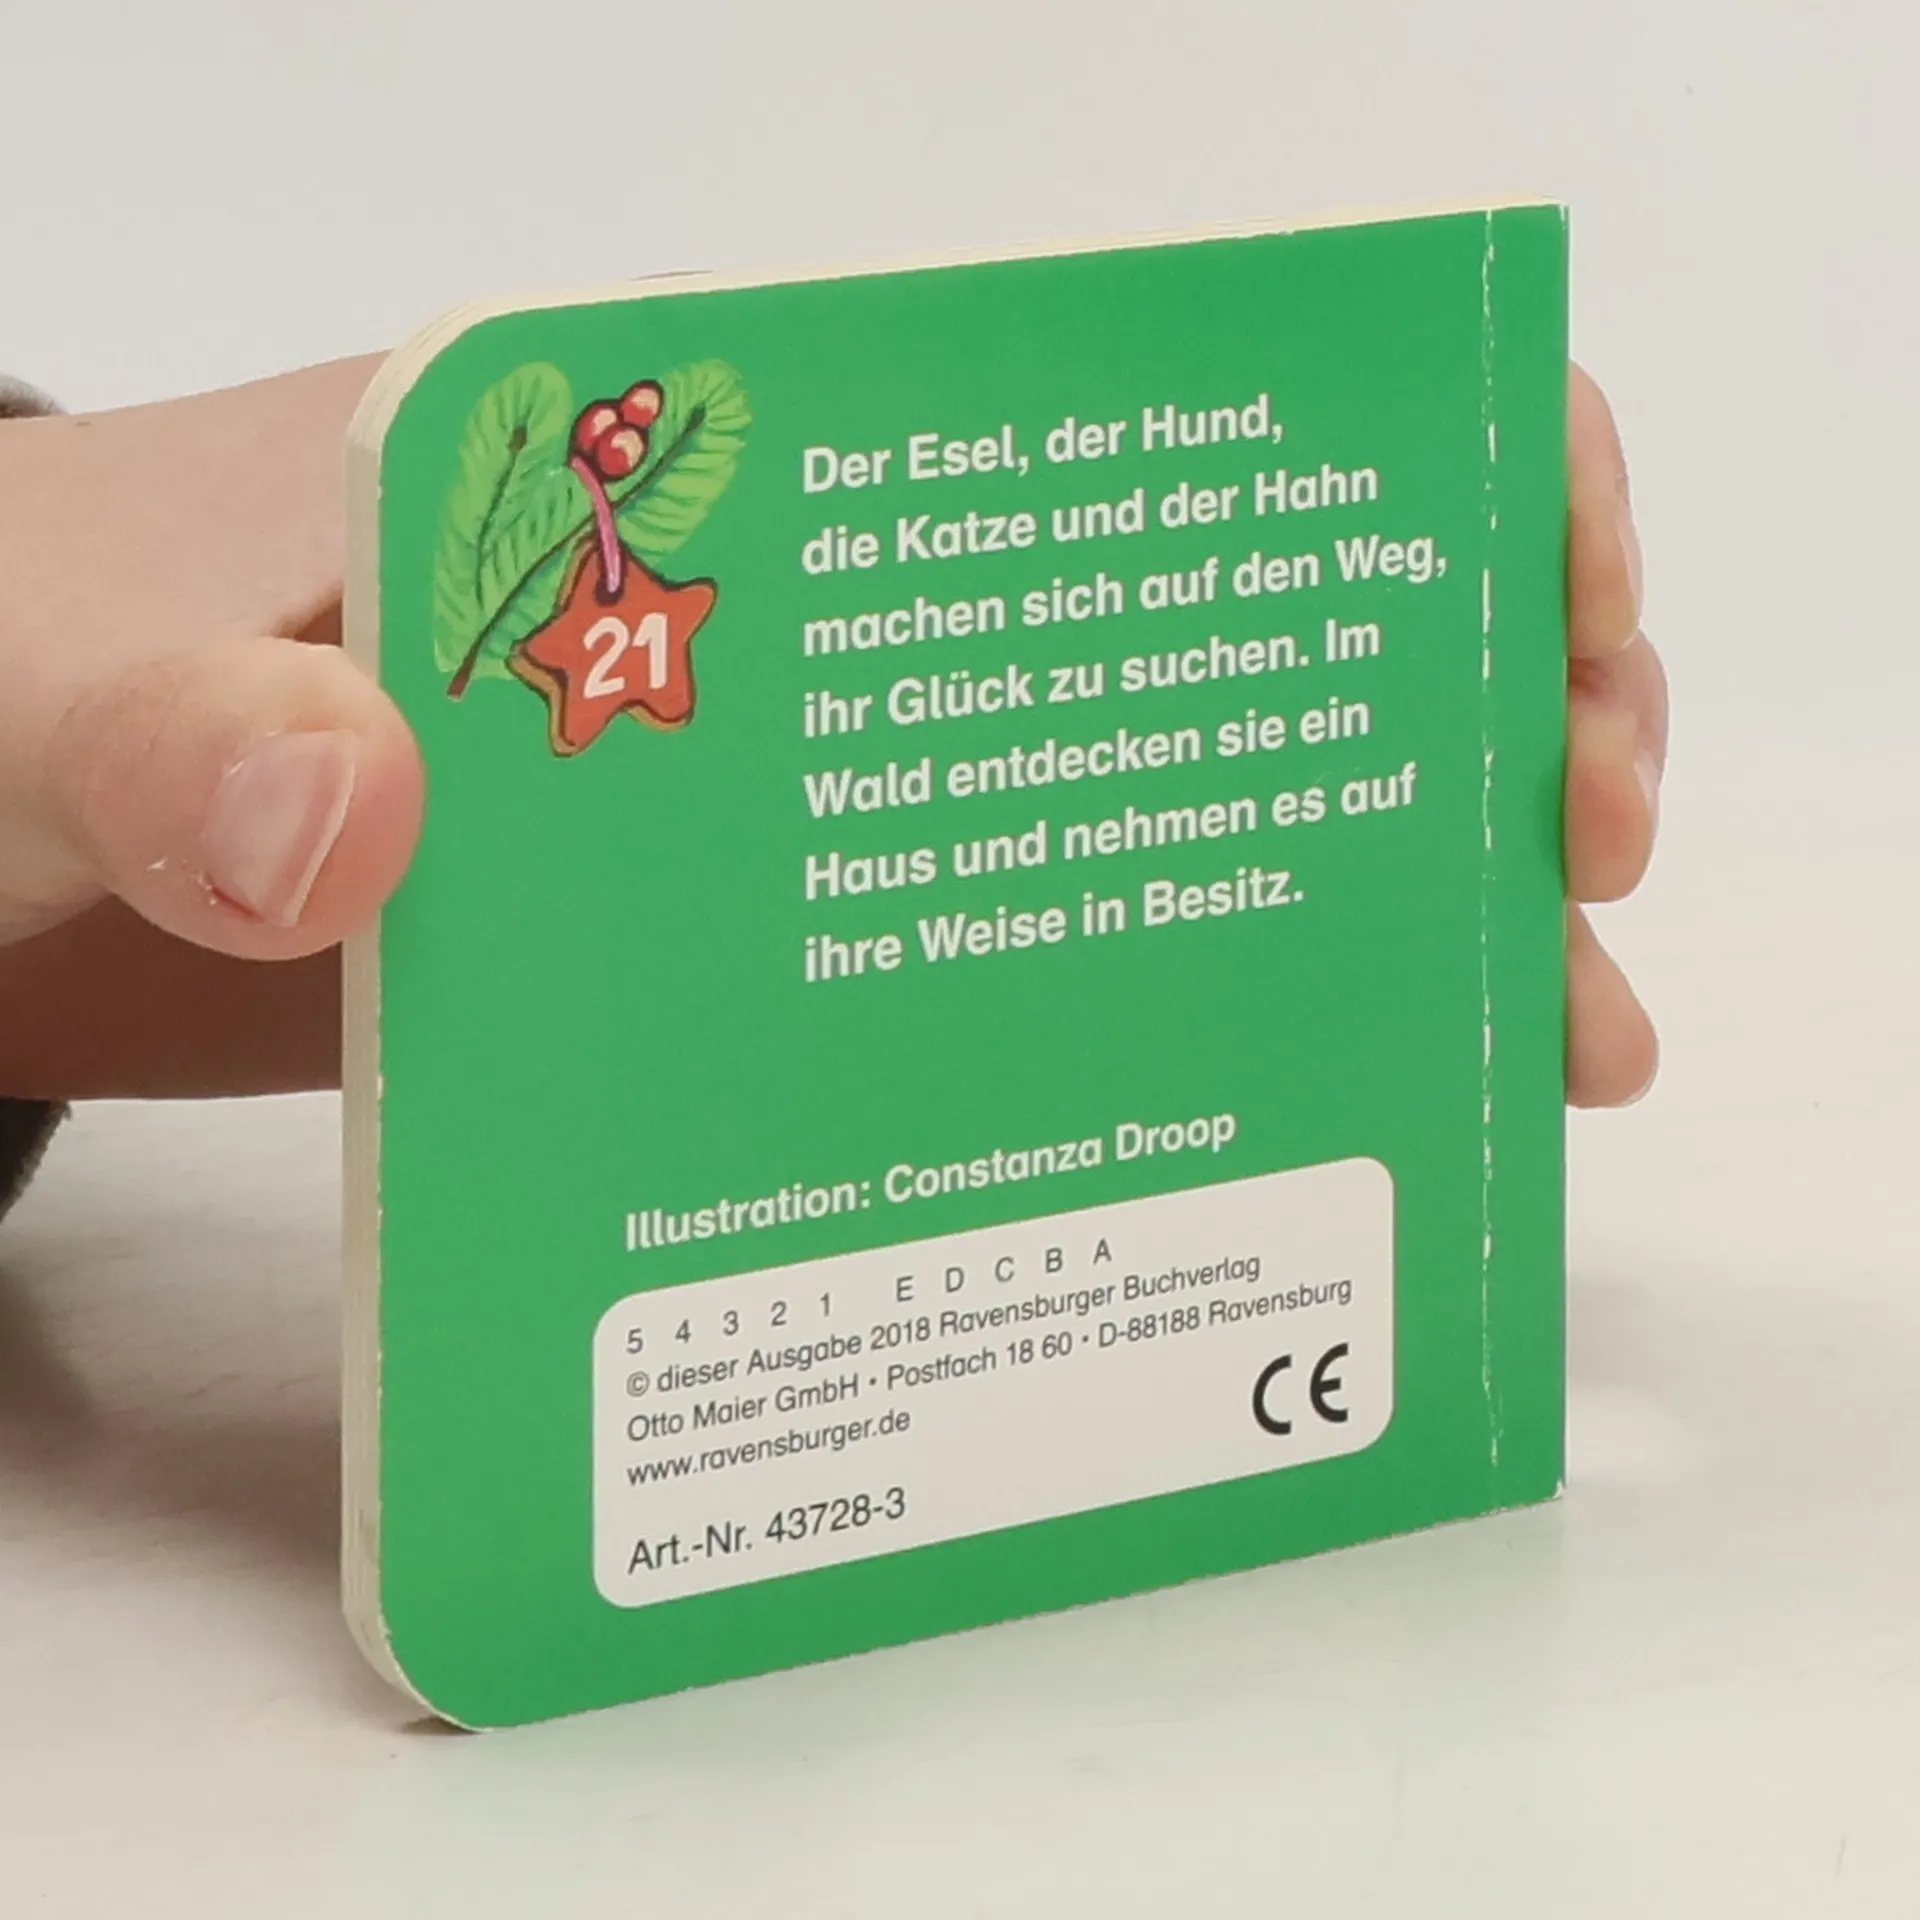 21
Der Esel, der Hund,
die Katze und der Hahn
machen sich auf den Weg,
ihr Glück zu suchen. Im
Wald entdecken sie ein
Haus und nehmen es auf
ihre Weise in Besitz.
Illustration: Constanza Droop
5 4 3 2 1 E D C B A
© dieser Ausgabe 2018 Ravensburger Buchverlag
Otto Maier GmbH • Postfach 18 60 • D-88188 Ravensburg
www.ravensburger.de
CE
Art.-Nr. 43728-3